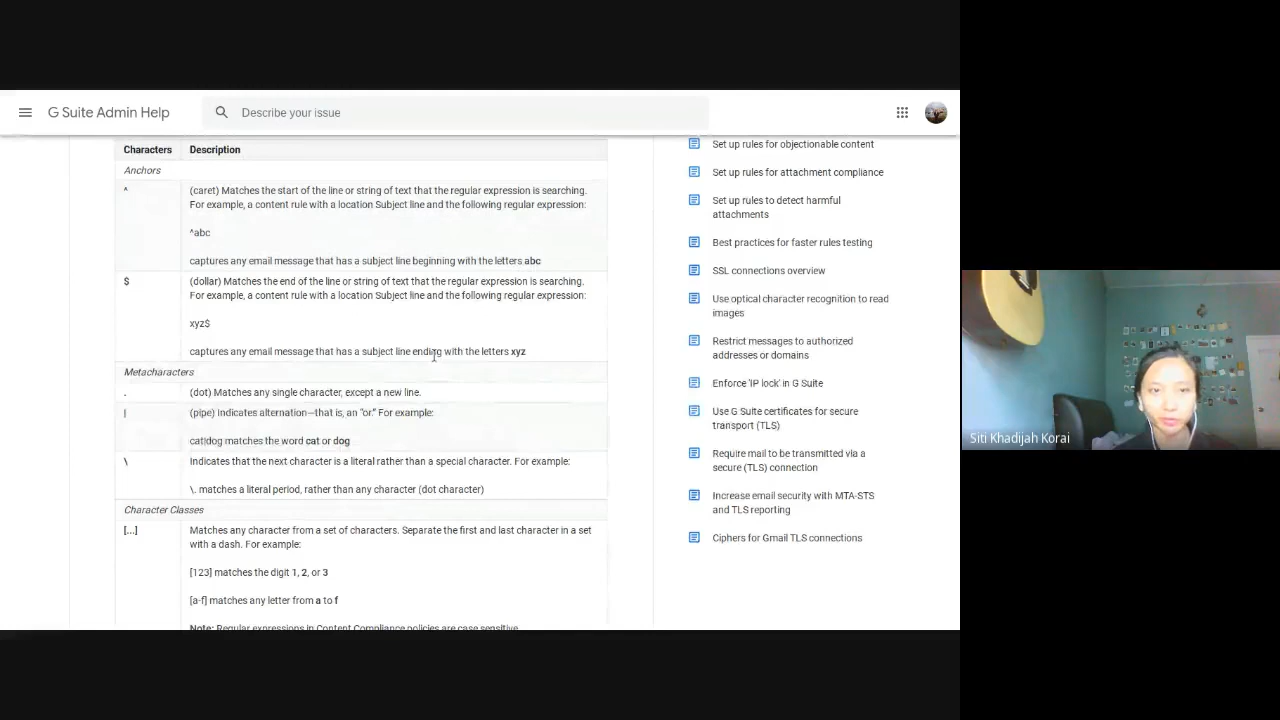 G Suite Admin Help
Describe your issue
Characters Description
Anchors
^ (caret) Matches the start of the line or string of text that the regular expression is searching.
For example, a content rule with a location Subject line and the following regular expression:
^abc
captures any email message that has a subject line beginning with the letters abc
$ (dollar) Matches the end of the line or string of text that the regular expression is searching.
For example, a content rule with a location Subject line and the following regular expression:
xyz$
captures any email message that has a subject line ending with the letters xyz
Metacharacters
. (dot) Matches any single character, except a new line.
| (pipe) Indicates alternation—that is, an "or." For example:
cat|dog matches the word cat or dog
\ Indicates that the next character is a literal rather than a special character. For example:
\. matches a literal period, rather than any character (dot character)
Character Classes
[...] Matches any character from a set of characters. Separate the first and last character in a set
with a dash. For example:
[123] matches the digit 1, 2, or 3
[a-f] matches any letter from a to f
Note: Regular expressions in Content Compliance policies are case sensitive
Set up rules for objectionable content
Set up rules for attachment compliance
Set up rules to detect harmful
attachments
Best practices for faster rules testing
SSL connections overview
Use optical character recognition to read
images
Restrict messages to authorized
addresses or domains
Enforce 'IP lock' in G Suite
Use G Suite certificates for secure
transport (TLS)
Require mail to be transmitted via a
secure (TLS) connection
Increase email security with MTA-STS
and TLS reporting
Ciphers for Gmail TLS connections
Siti Khadijah Korai